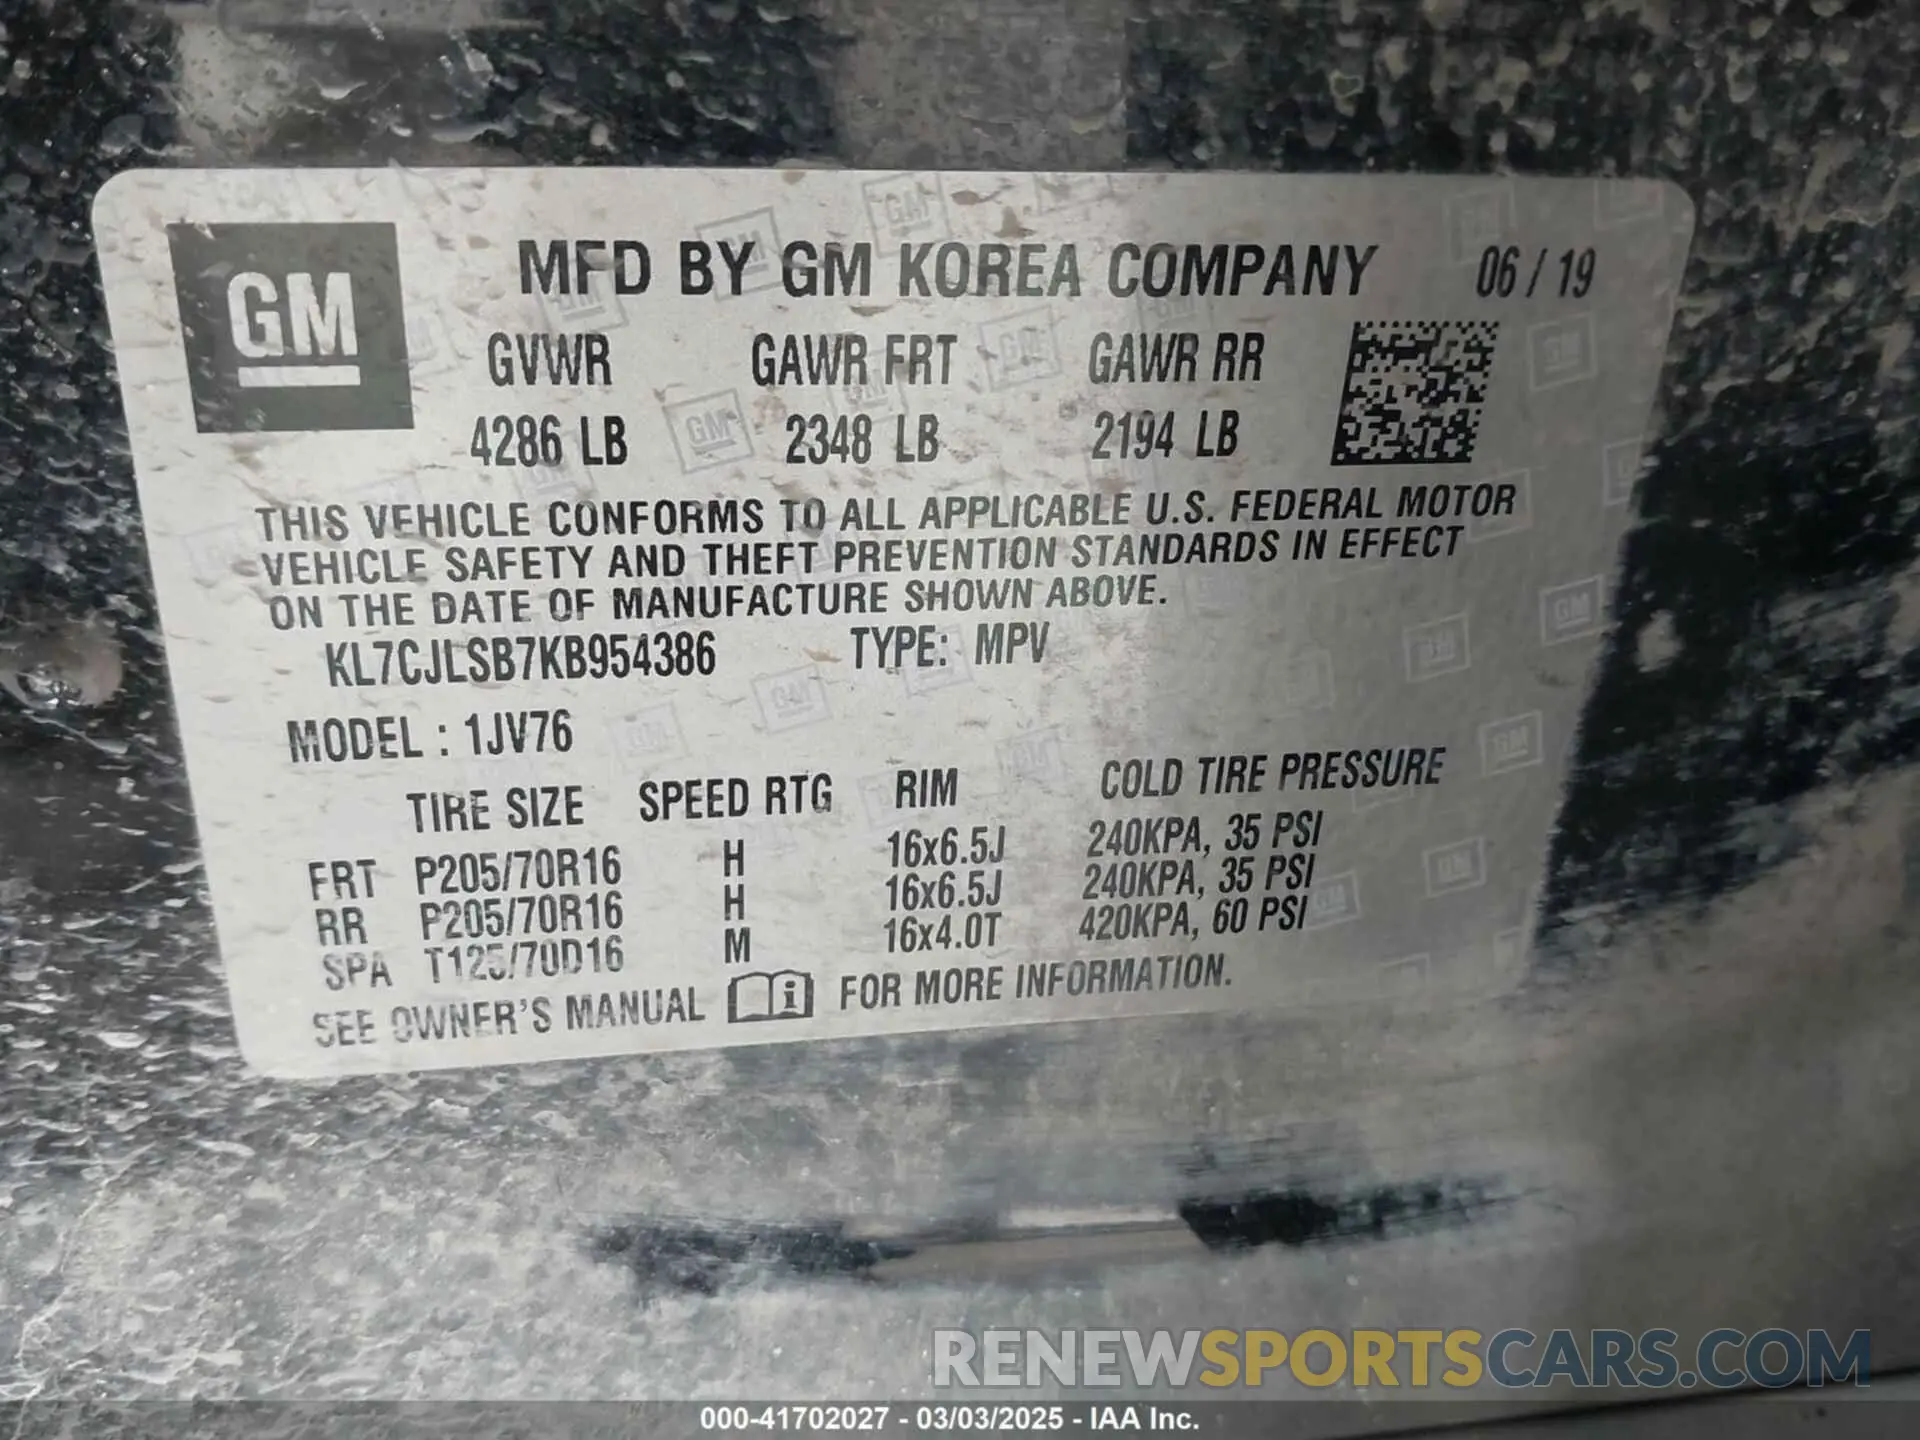 GM
MFD BY GM KOREA COMPANY 06 / 19
GVWR GAWR FRT GAWR RR
4286 LB 2348 LB 2194 LB
THIS VEHICLE CONFORMS TO ALL APPLICABLE U.S. FEDERAL MOTOR
VEHICLE SAFETY AND THEFT PREVENTION STANDARDS IN EFFECT
ON THE DATE OF MANUFACTURE SHOWN ABOVE.
KL7CJLSB7KB954386 TYPE: MPV
MODEL : 1JV76
TIRE SIZE SPEED RTG RIM COLD TIRE PRESSURE
FRT P205/70R16 H 16x6.5J 240KPA, 35 PSI
RR P205/70R16 H 16x6.5J 240KPA, 35 PSI
SPA T125/70D16 M 16x4.0T 420KPA, 60 PSI
SEE OWNER'S MANUAL i FOR MORE INFORMATION.
RENEWSPORTSCARS.COM
000-41702027 - 03/03/2025 - IAA Inc.